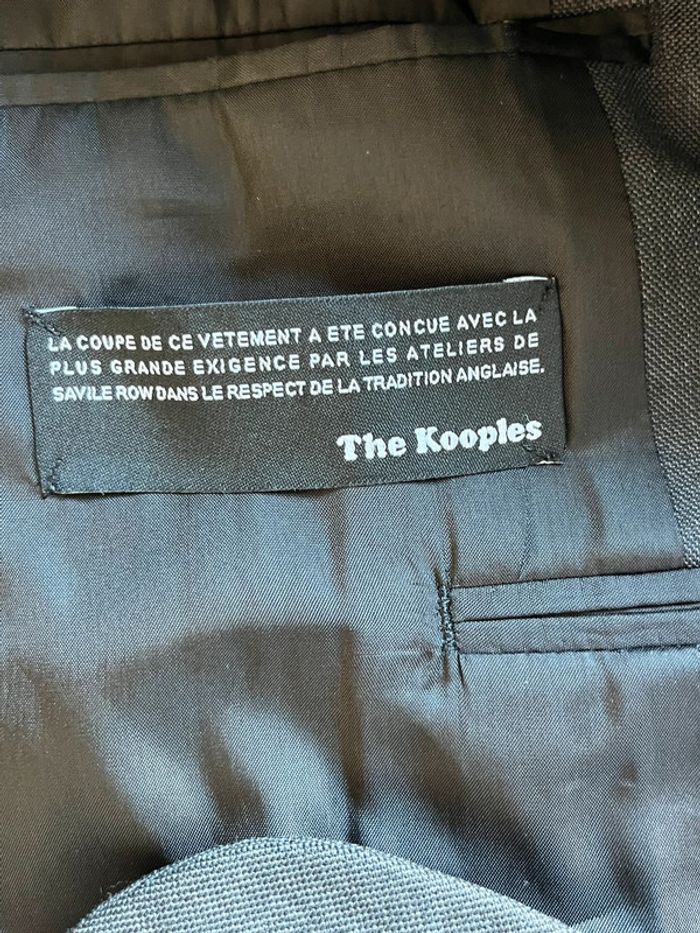 LA COUPE DE CE VETEMENT A ETE CONCUE AVEC LA
PLUS GRANDE EXIGENCE PAR LES ATELIERS DE
SAVILE ROW DANS LE RESPECT DE LA TRADITION ANGLAISE.
The Kooples